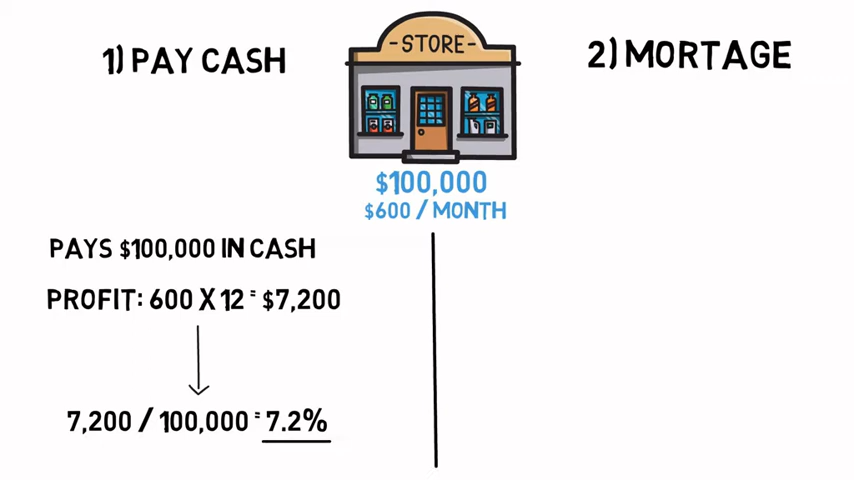 1) PAY CASH
-STORE-
2) MORTAGE
$100,000
$600 / MONTH
PAYS $100,000 IN CASH
PROFIT: 600 X 12 = $7,200
7,200 / 100,000 = 7.2%